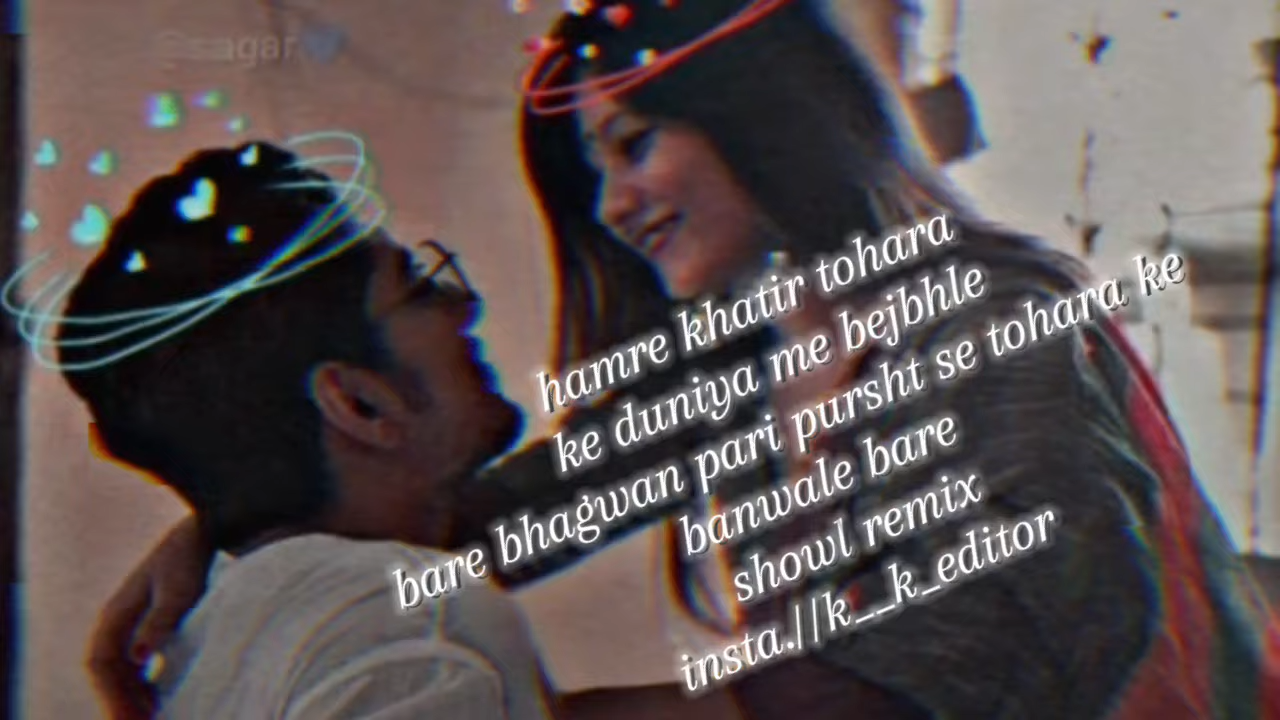 @sagar.
hamre khatir tohara
ke duniya me bejbhle
bare bhagwan pari pursht se tohara ke
banwale bare
showl remix
insta.//k__k_editor